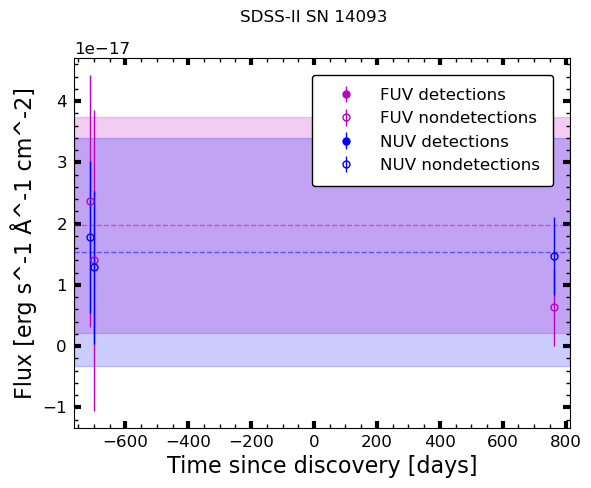 SDSS-II SN 14093
1e−17
Flux [erg s^-1 Å^-1 cm^-2]
4
3
2
1
0
−1
FUV detections
FUV nondetections
NUV detections
NUV nondetections
−600 −400 −200 0 200 400 600 800
Time since discovery [days]